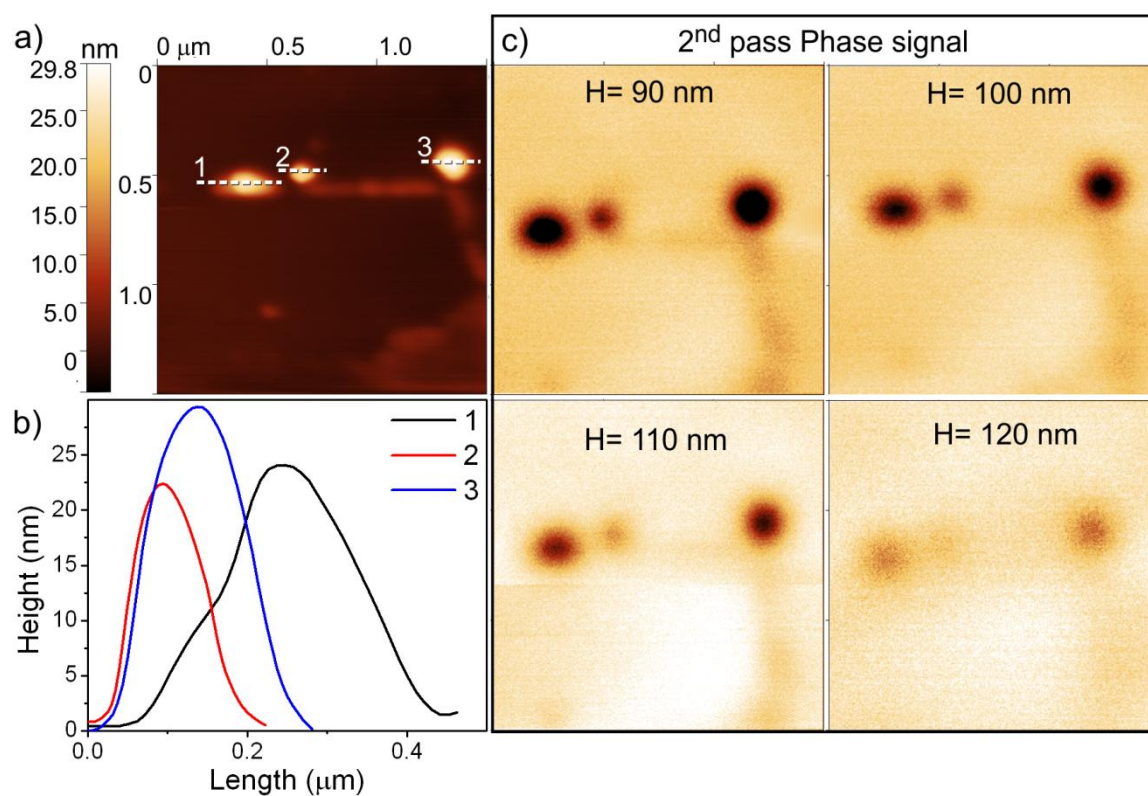 a)
nm
29.8
25.0
20.0
15.0
10.0
5.0
0
0 μm 0.5 1.0
0
0.5
1.0
1
2
3
b)
Height (nm)
25
20
15
10
5
0
0.0 0.2 0.4
Length (μm)
1
2
3
c)
2nd pass Phase signal
H= 90 nm
H= 100 nm
H= 110 nm
H= 120 nm